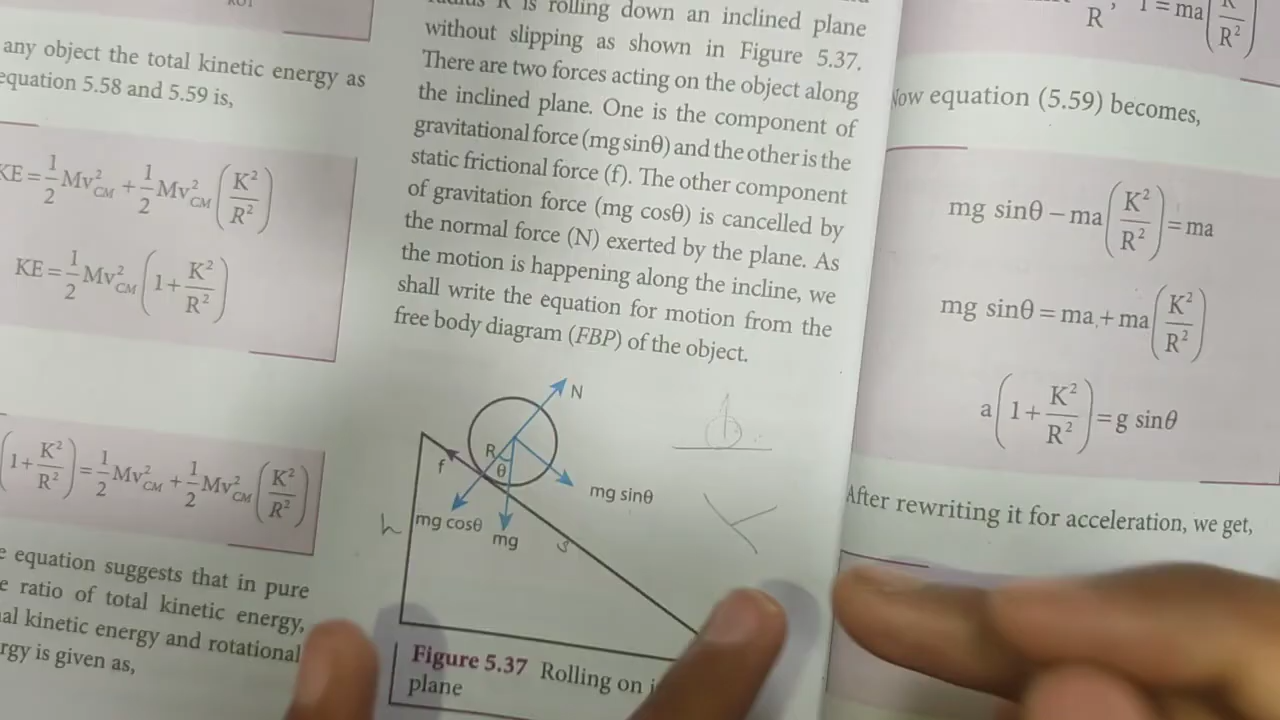 any object the total kinetic energy as
equation 5.58 and 5.59 is,
KE = 1/2 Mv²CM + 1/2 Mv²CM (K²/R²)
KE = 1/2 Mv²CM (1 + K²/R²)
(1 + K²/R²) = 1/2 Mv²CM + 1/2 Mv²CM (K²/R²)
equation suggests that in pure
ratio of total kinetic energy,
kinetic energy and rotational
is given as,
R is rolling down an inclined plane
without slipping as shown in Figure 5.37.
There are two forces acting on the object along
the inclined plane. One is the component of
gravitational force (mg sinθ) and the other is the
static frictional force (f). The other component
of gravitation force (mg cosθ) is cancelled by
the normal force (N) exerted by the plane. As
the motion is happening along the incline, we
shall write the equation for motion from the
free body diagram (FBP) of the object.
N
R
θ
f
mg sinθ
mg cosθ
mg
h
s
Figure 5.37 Rolling on
plane
R, = ma (K/R²)
Now equation (5.59) becomes,
mg sinθ − ma (K²/R²) = ma
mg sinθ = ma + ma (K²/R²)
a (1 + K²/R²) = g sinθ
After rewriting it for acceleration, we get,